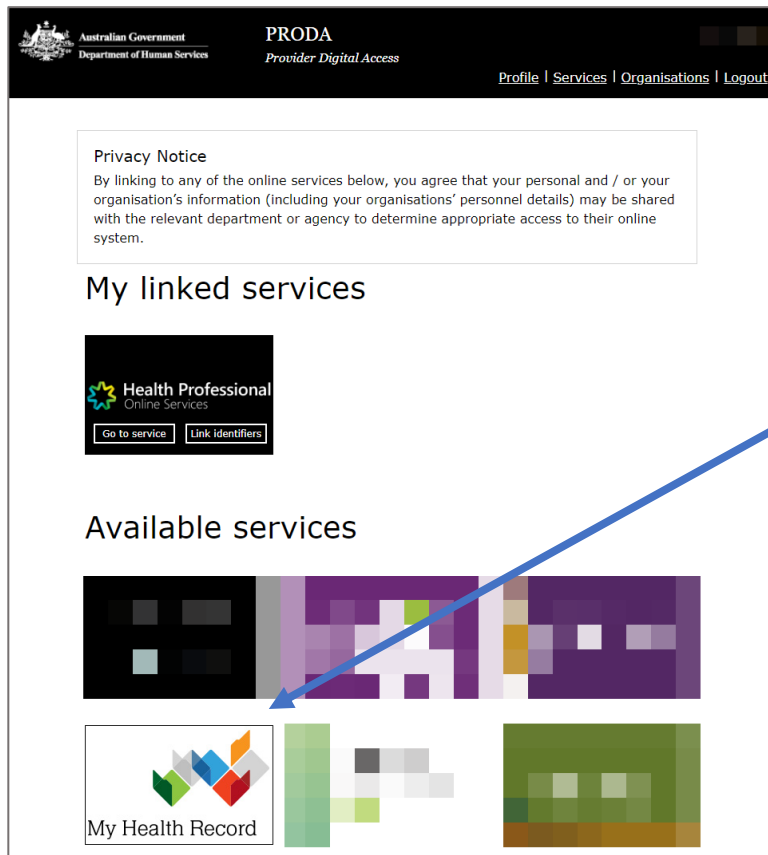 Australian Government
Department of Human Services
PRODA
Provider Digital Access
Profile | Services | Organisations | Logout
Privacy Notice
By linking to any of the online services below, you agree that your personal and / or your
organisation's information (including your organisations' personnel details) may be shared
with the relevant department or agency to determine appropriate access to their online
system.
My linked services
Health Professional
Online Services
Go to service
Link identifiers
Available services
My Health Record